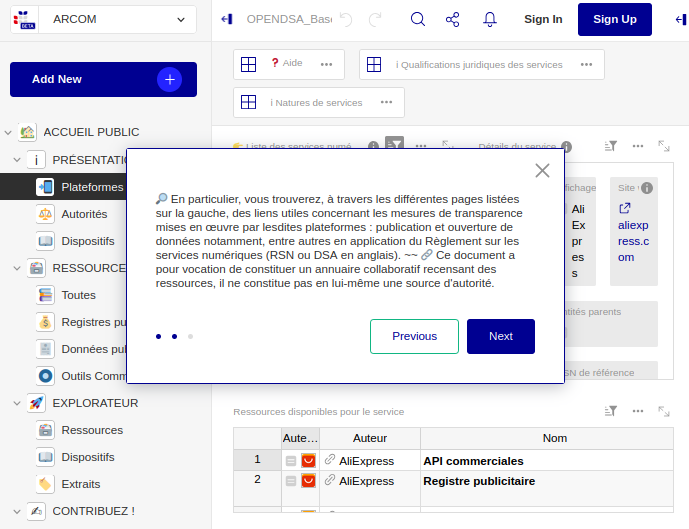 ARCOM
BETA
OPENDSA_Bas
Sign In
Sign Up
Add New
Aide
i Qualifications juridiques des services
i Natures de services
ACCUEIL PUBLIC
PRÉSENTATIO
Plateformes
Autorités
Dispositifs
RESSOURCE
Toutes
Registres pu
Données pub
Outils Comm
EXPLORATEUR
Ressources
Dispositifs
Extraits
CONTRIBUEZ !
Liste des services numé
Détails du service
fichage
Site
Ali
Ex
pr
es
s
aliexp
ress.c
om
ntités parents
SN de référence
🔎 En particulier, vous trouverez, à travers les différentes pages listées
sur la gauche, des liens utiles concernant les mesures de transparence
mises en œuvre par lesdites plateformes : publication et ouverture de
données notamment, entre autres en application du Règlement sur les
services numériques (RSN ou DSA en anglais). ~~ 🔗 Ce document a
pour vocation de constituer un annuaire collaboratif recensant des
ressources, il ne constitue pas en lui-même une source d'autorité.
Previous
Next
Ressources disponibles pour le service
Aute… Auteur Nom
1 AliExpress API commerciales
2 AliExpress Registre publicitaire